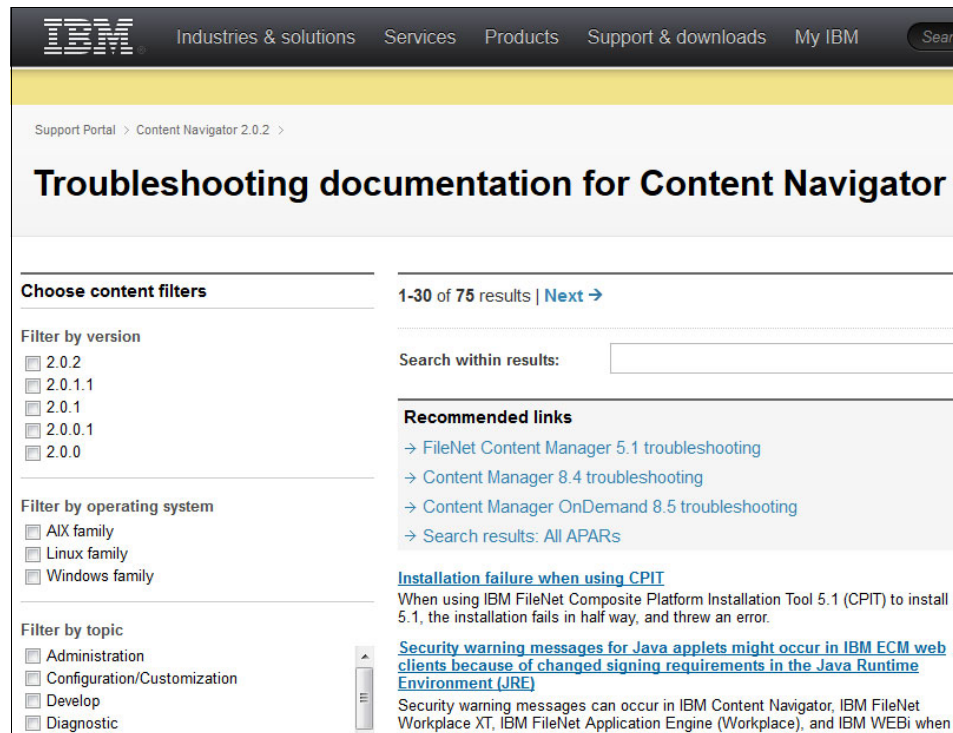 IBM
Industries & solutions Services Products Support & downloads My IBM
Support Portal > Content Navigator 2.0.2 >
Troubleshooting documentation for Content Navigator
Choose content filters
Filter by version
2.0.2
2.0.1.1
2.0.1
2.0.0.1
2.0.0
Filter by operating system
AIX family
Linux family
Windows family
Filter by topic
Administration
Configuration/Customization
Develop
Diagnostic
1-30 of 75 results | Next →
Search within results:
Recommended links
→ FileNet Content Manager 5.1 troubleshooting
→ Content Manager 8.4 troubleshooting
→ Content Manager OnDemand 8.5 troubleshooting
→ Search results: All APARs
Installation failure when using CPIT
When using IBM FileNet Composite Platform Installation Tool 5.1 (CPIT) to install
5.1, the installation fails in half way, and threw an error.
Security warning messages for Java applets might occur in IBM ECM web
clients because of changed signing requirements in the Java Runtime
Environment (JRE)
Security warning messages can occur in IBM Content Navigator, IBM FileNet
Workplace XT, IBM FileNet Application Engine (Workplace), and IBM WEBi when